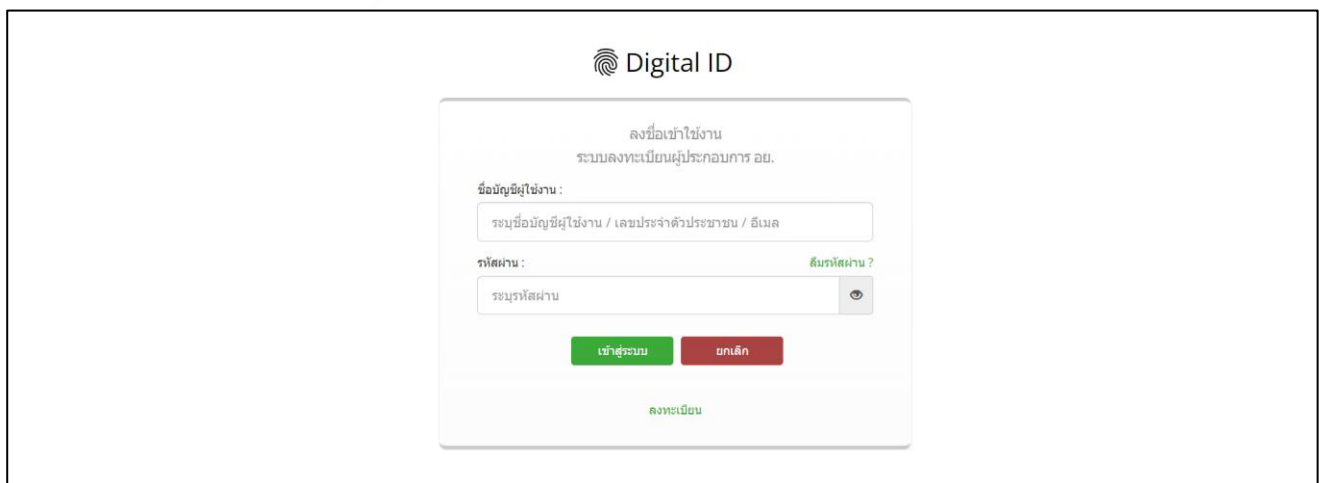 Digital ID
ลงชื่อเข้าใช้งาน
ระบบลงทะเบียนผู้ประกอบการ อย.
ชื่อบัญชีผู้ใช้งาน :
ระบุชื่อบัญชีผู้ใช้งาน / เลขประจำตัวประชาชน / อีเมล
รหัสผ่าน : ลืมรหัสผ่าน ?
ระบุรหัสผ่าน
เข้าสู่ระบบ ยกเลิก
ลงทะเบียน